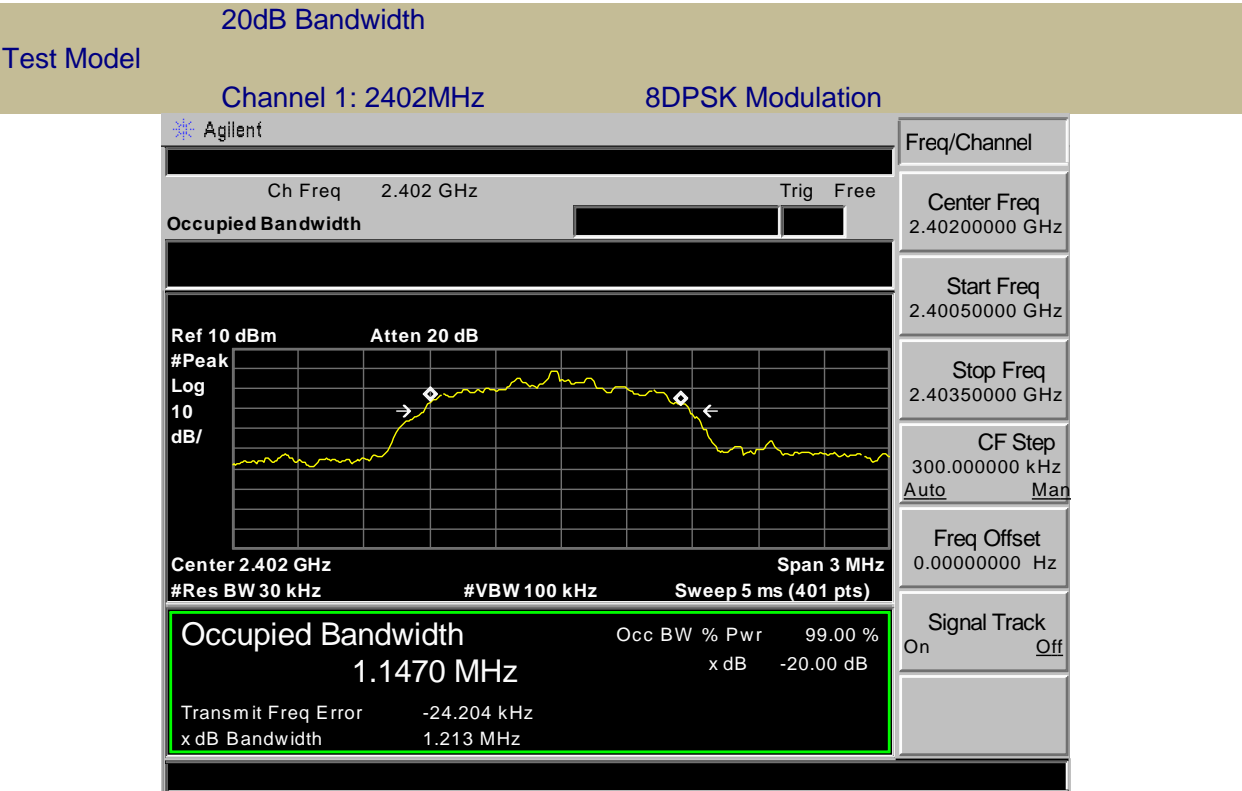 20dB Bandwidth
Test Model
Channel 1: 2402MHz 8DPSK Modulation
Agilent
Freq/Channel
Ch Freq 2.402 GHz Trig Free
Occupied Bandwidth
Center Freq
2.40200000 GHz
Start Freq
2.40050000 GHz
Ref 10 dBm Atten 20 dB
#Peak
Log
10
dB/
Stop Freq
2.40350000 GHz
CF Step
300.000000 kHz
Auto Man
Freq Offset
0.00000000 Hz
Center 2.402 GHz Span 3 MHz
#Res BW 30 kHz #VBW 100 kHz Sweep 5 ms (401 pts)
Signal Track
On Off
Occupied Bandwidth Occ BW % Pwr 99.00 %
1.1470 MHz x dB -20.00 dB
Transmit Freq Error -24.204 kHz
x dB Bandwidth 1.213 MHz